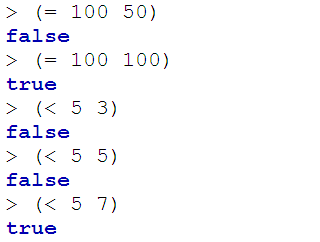 > (= 100 50)
false
> (= 100 100)
true
> (< 5 3)
false
> (< 5 5)
false
> (< 5 7)
true